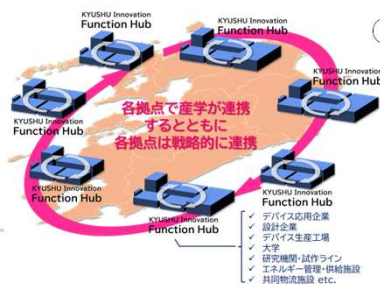 KYUSHU Innovation
Function Hub
KYUSHU Innovation
Function Hub
KYUSHU Innovation
Function Hub
KYUSHU Innovation
Function Hub
各拠点で産学が連携
するとともに
各拠点は戦略的に連携
KYUSHU Innovation
Function Hub
KYUSHU Innovation
Function Hub
KYUSHU Innovation
Function Hub
✓ デバイス応用企業
✓ 設計企業
✓ デバイス生産工場
✓ 大学
✓ 研究機関・試作ライン
✓ エネルギー管理・供給施設
✓ 共同物流施設 etc.